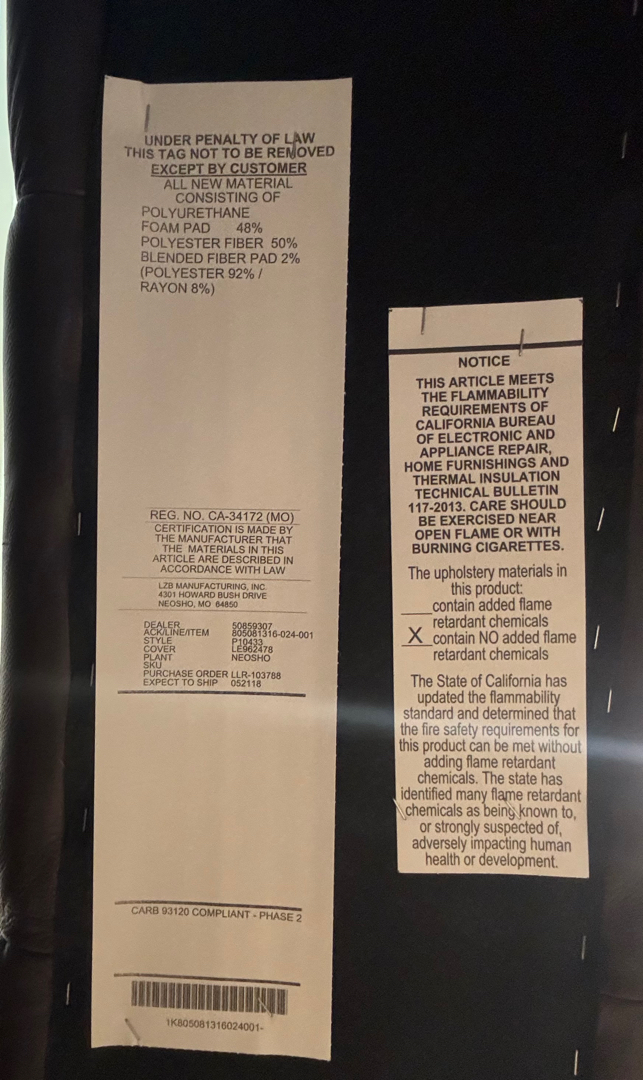 UNDER PENALTY OF LAW
THIS TAG NOT TO BE REMOVED
EXCEPT BY CUSTOMER
ALL NEW MATERIAL
CONSISTING OF
POLYURETHANE
FOAM PAD 48%
POLYESTER FIBER 50%
BLENDED FIBER PAD 2%
(POLYESTER 92% /
RAYON 8%)
REG. NO. CA-34172 (MO)
CERTIFICATION IS MADE BY
THE MANUFACTURER THAT
THE MATERIALS IN THIS
ARTICLE ARE DESCRIBED IN
ACCORDANCE WITH LAW
LZB MANUFACTURING, INC.
4301 HOWARD BUSH DRIVE
NEOSHO, MO 64850
DEALER 50859307
ACK/LINE/ITEM 805081316-024-001
STYLE P10433
COVER LE962478
PLANT NEOSHO
SKU
PURCHASE ORDER LLR-103788
EXPECT TO SHIP 052118
CARB 93120 COMPLIANT - PHASE 2
1K805081316024001-
NOTICE
THIS ARTICLE MEETS
THE FLAMMABILITY
REQUIREMENTS OF
CALIFORNIA BUREAU
OF ELECTRONIC AND
APPLIANCE REPAIR,
HOME FURNISHINGS AND
THERMAL INSULATION
TECHNICAL BULLETIN
117-2013. CARE SHOULD
BE EXERCISED NEAR
OPEN FLAME OR WITH
BURNING CIGARETTES.
The upholstery materials in
this product:
contain added flame
retardant chemicals
X contain NO added flame
retardant chemicals
The State of California has
updated the flammability
standard and determined that
the fire safety requirements for
this product can be met without
adding flame retardant
chemicals. The state has
identified many flame retardant
chemicals as being known to,
or strongly suspected of,
adversely impacting human
health or development.